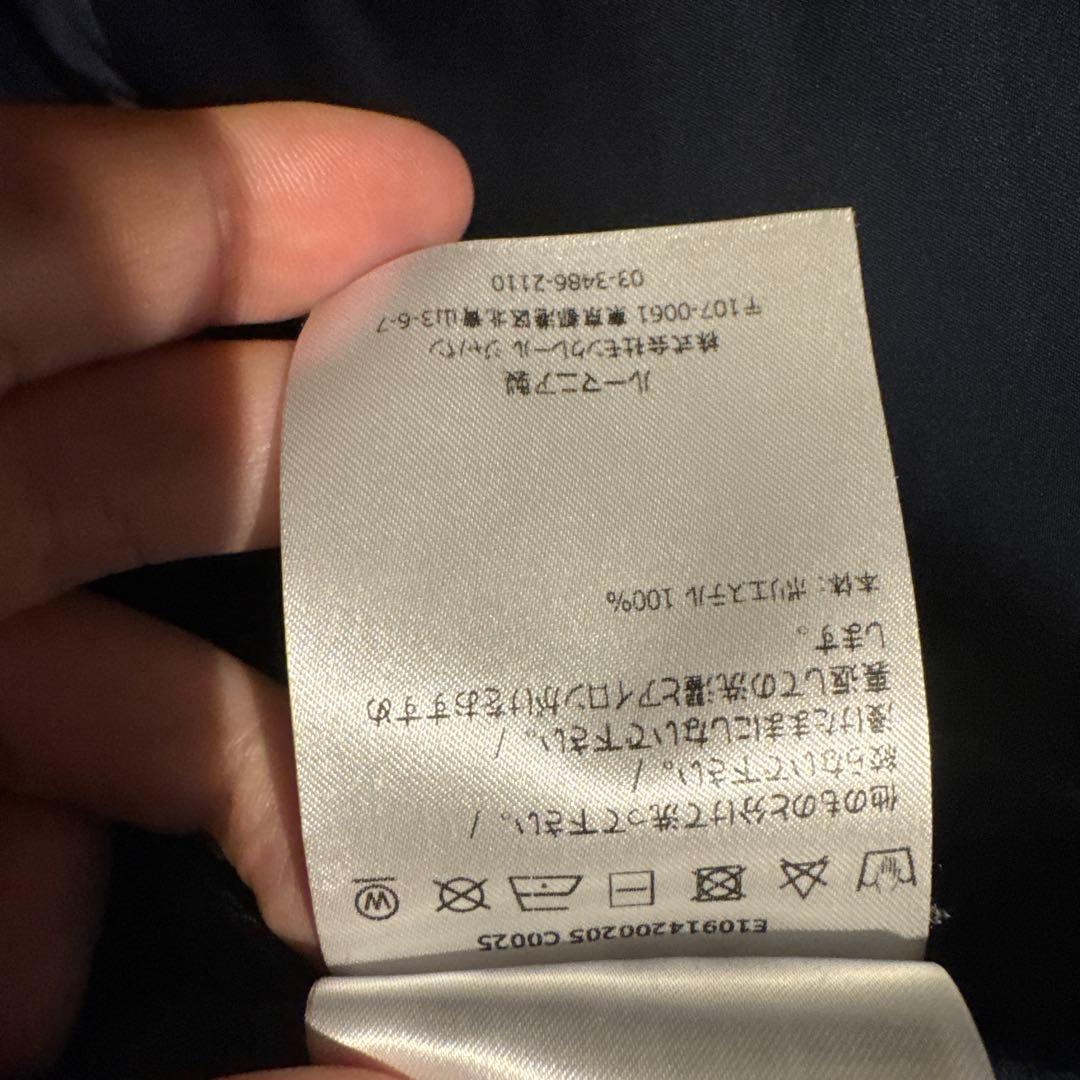 E10914200205 C0025
W
他のものと分けて洗って下さい。 /
絞らないで下さい。 /
浸けたままにしないで下さい。 /
裏返しての洗濯とアイロンがけをおすすめ
します。
本体: ポリエステル 100%
ルーマニア製
株式会社モンクレール ジャパン
〒107-0061 東京都港区北青山3-6-7
03-3486-2110